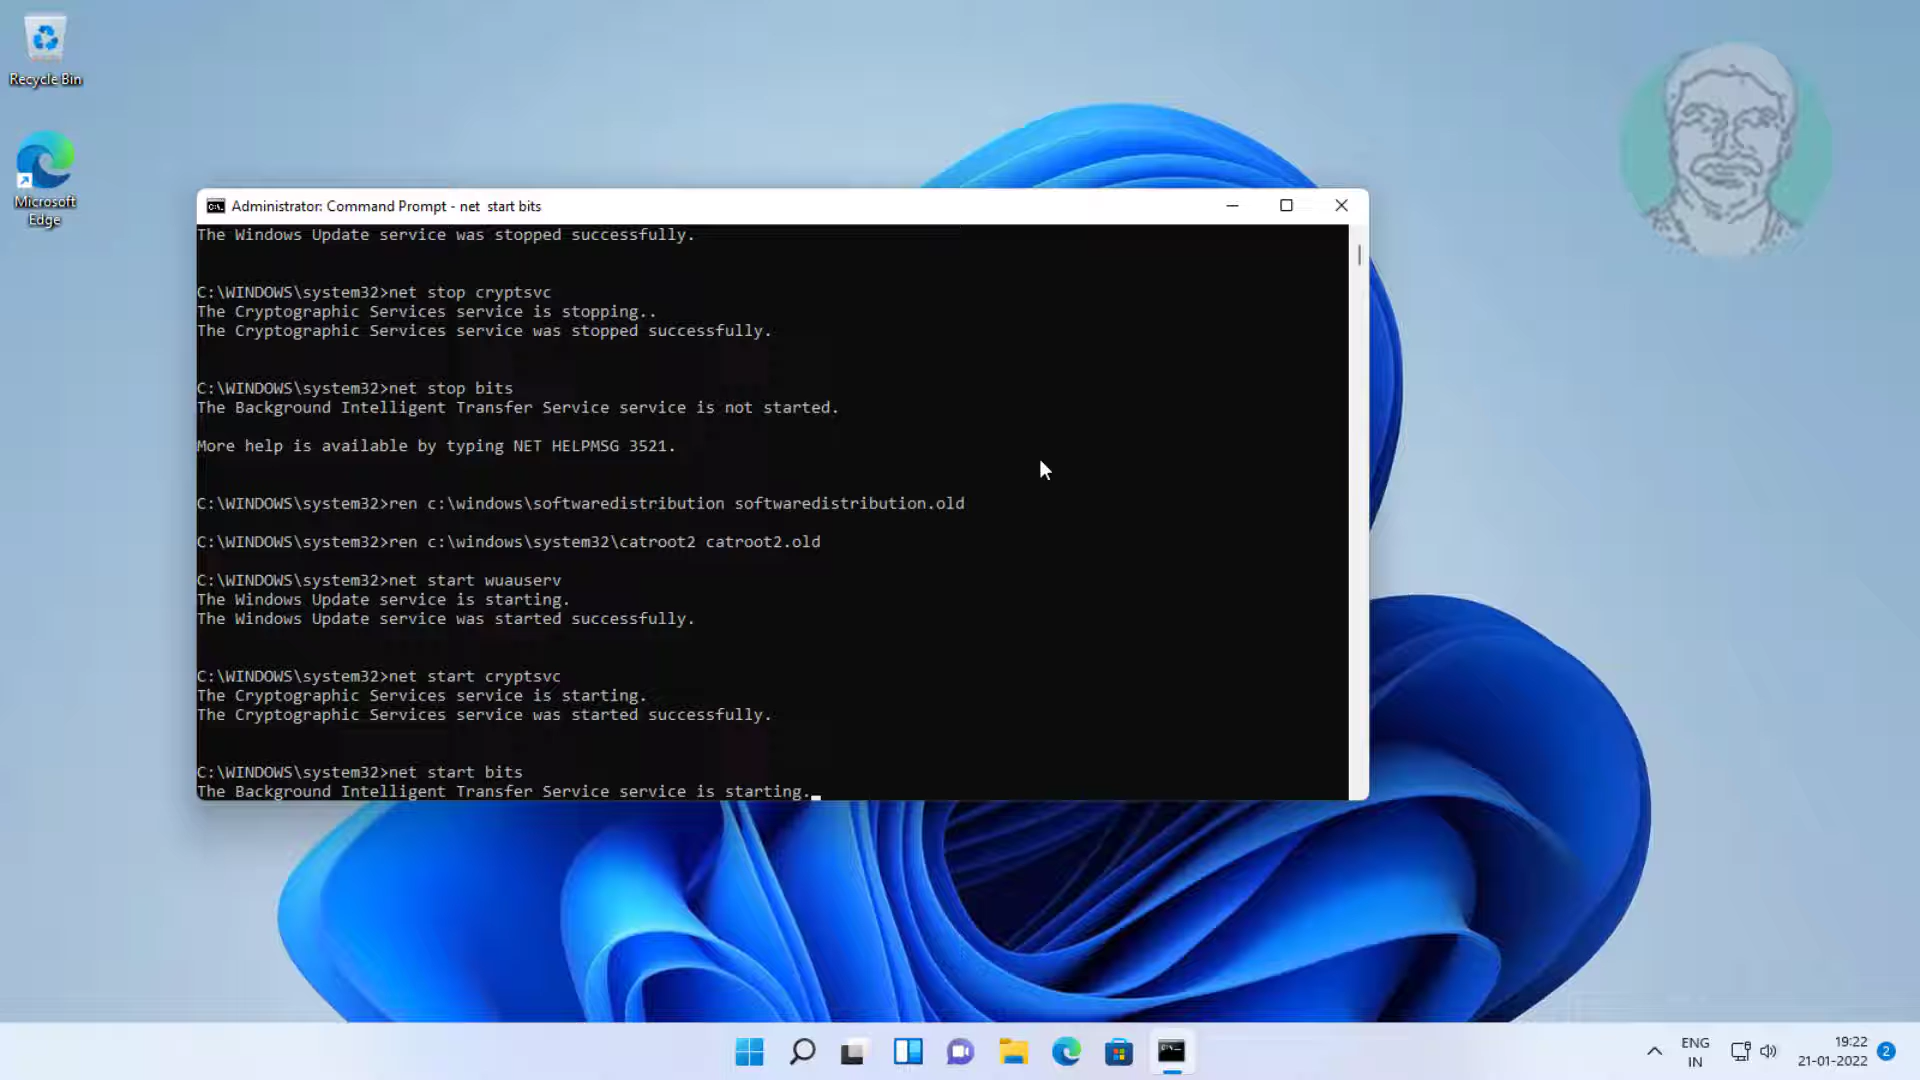 Recycle Bin
Microsoft
Edge
Administrator: Command Prompt - net  start bits
The Windows Update service was stopped successfully.
C:\WINDOWS\system32>net stop cryptsvc
The Cryptographic Services service is stopping..
The Cryptographic Services service was stopped successfully.
C:\WINDOWS\system32>net stop bits
The Background Intelligent Transfer Service service is not started.
More help is available by typing NET HELPMSG 3521.
C:\WINDOWS\system32>ren c:\windows\softwaredistribution softwaredistribution.old
C:\WINDOWS\system32>ren c:\windows\system32\catroot2 catroot2.old
C:\WINDOWS\system32>net start wuauserv
The Windows Update service is starting.
The Windows Update service was started successfully.
C:\WINDOWS\system32>net start cryptsvc
The Cryptographic Services service is starting.
The Cryptographic Services service was started successfully.
C:\WINDOWS\system32>net start bits
The Background Intelligent Transfer Service service is starting.
ENG
IN
19:22
21-01-2022
2